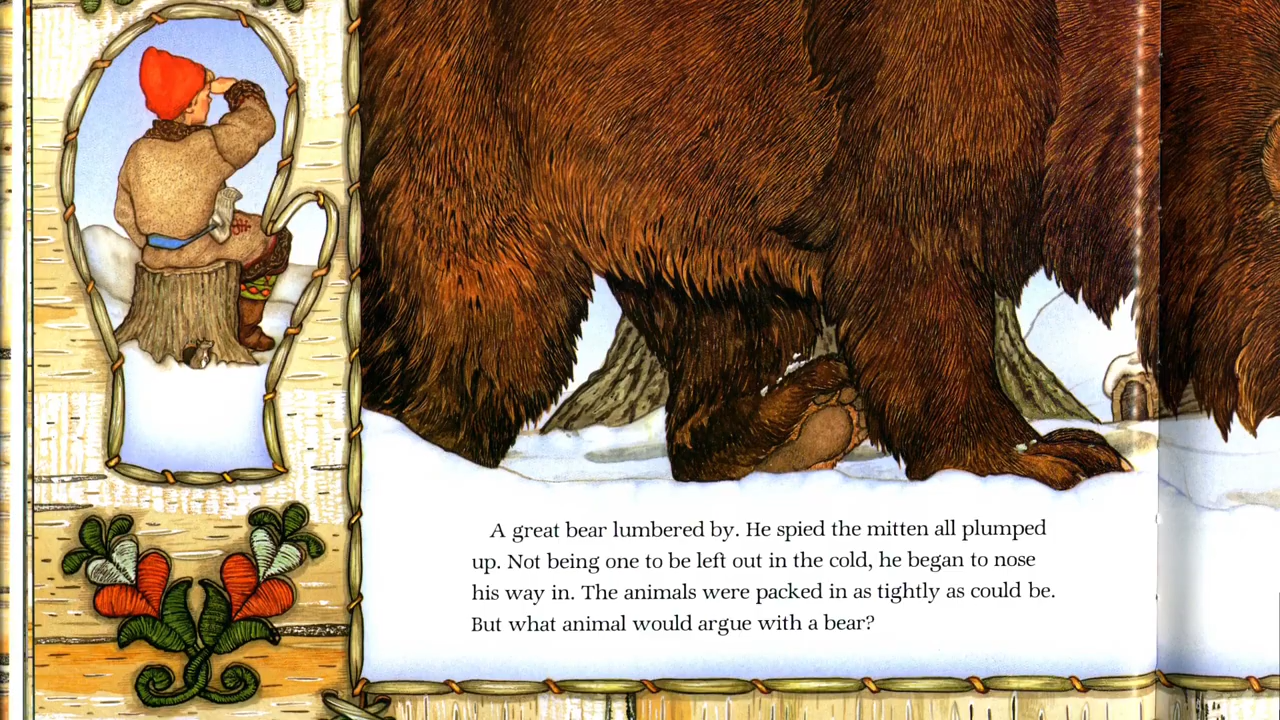 A great bear lumbered by. He spied the mitten all plumped
up. Not being one to be left out in the cold, he began to nose
his way in. The animals were packed in as tightly as could be.
But what animal would argue with a bear?